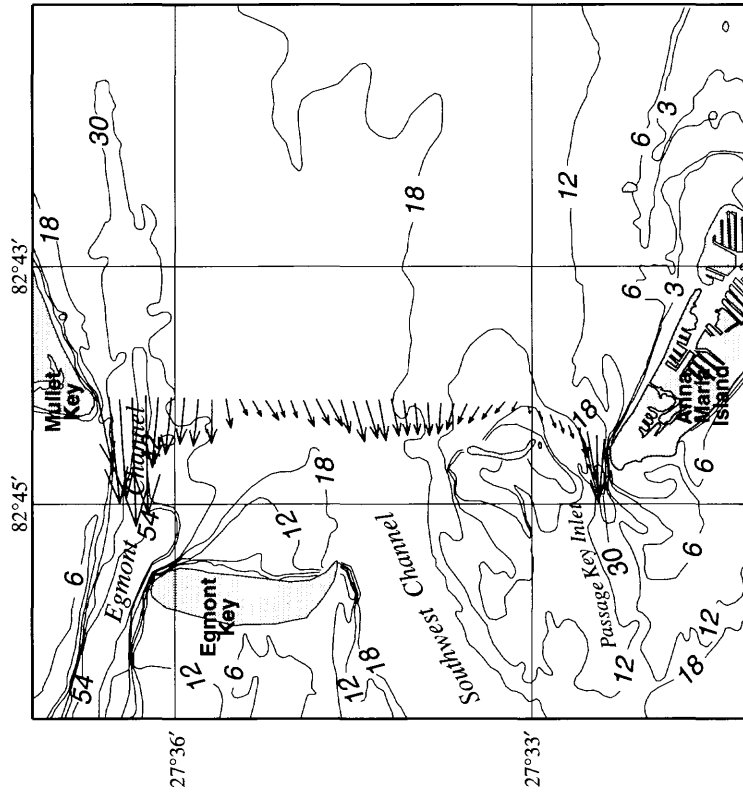 82°45′
82°43′
27°36′
27°33′
Mullet
Key
18
30
6
54
Egmont
Channel
54
18
12
Egmont
Key
12
6
12
18
18
Southwest Channel
12
6
3
6
3
18
Passage Key Inlet
30
12
6
6
18
12
Anna
Maria
Island